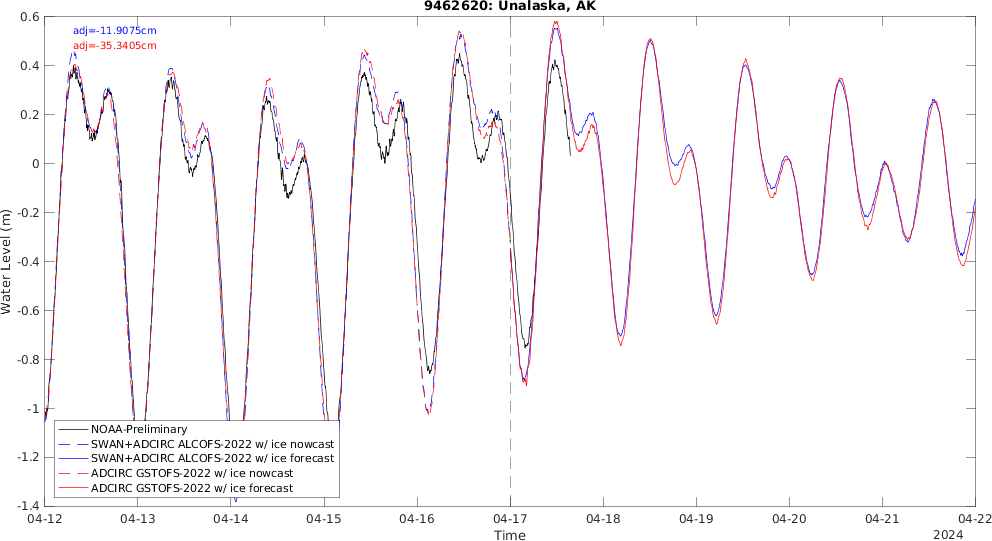 9462620: Unalaska, AK
adj=-11.9075cm
adj=-35.3405cm
0.6
0.4
0.2
0
-0.2
-0.4
-0.6
-0.8
-1
-1.2
-1.4
Water Level (m)
NOAA-Preliminary
SWAN+ADCIRC ALCOFS-2022 w/ ice nowcast
SWAN+ADCIRC ALCOFS-2022 w/ ice forecast
ADCIRC GSTOFS-2022 w/ ice nowcast
ADCIRC GSTOFS-2022 w/ ice forecast
04-12 04-13 04-14 04-15 04-16 04-17 04-18 04-19 04-20 04-21 04-22
Time
2024